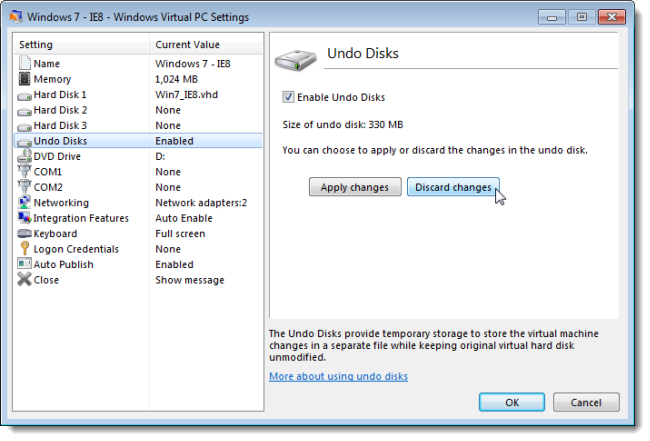 Windows 7 - IE8 - Windows Virtual PC Settings
Setting Current Value
Name Windows 7 - IE8
Memory 1,024 MB
Hard Disk 1 Win7_IE8.vhd
Hard Disk 2 None
Hard Disk 3 None
Undo Disks Enabled
DVD Drive D:
COM1 None
COM2 None
Networking Network adapters:2
Integration Features Auto Enable
Keyboard Full screen
Logon Credentials None
Auto Publish Enabled
Close Show message
Undo Disks
Enable Undo Disks
Size of undo disk: 330 MB
You can choose to apply or discard the changes in the undo disk.
Apply changes Discard changes
The Undo Disks provide temporary storage to store the virtual machine
changes in a separate file while keeping original virtual hard disk
unmodified.
More about using undo disks
OK Cancel